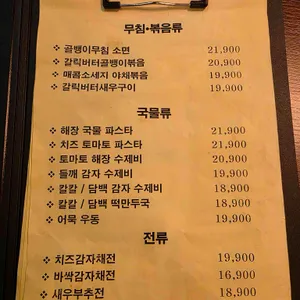 무침·볶음류
❖ 골뱅이무침 소면 21,900
❖ 갈릭버터골뱅이볶음 20,900
❖ 매콤소세지 야채볶음 19,900
❖ 갈릭버터새우구이 19,900
국물류
❖ 해장 국물 파스타 21,900
❖ 치즈 토마토 파스타 21,900
❖ 토마토 해장 수제비 20,900
❖ 들깨 감자 수제비 19,900
❖ 칼칼 / 담백 감자 수제비 18,900
❖ 칼칼 / 담백 떡만두국 18,900
❖ 어묵 우동 19,900
전류
❖ 치즈감자채전 19,900
❖ 바싹감자채전 16,900
❖ 새우부추전 18,900